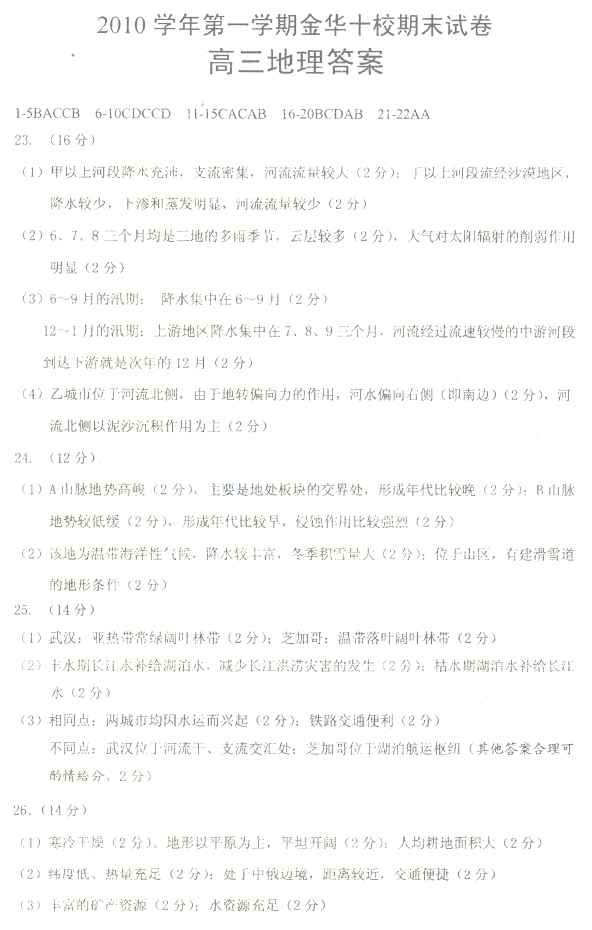 2010 学年第一学期金华十校期末试卷
高三地理答案
1-5BACCB 6-10CDCCD 11-15CACAB 16-20BCDAB 21-22AA
23. （16 分）
（1）甲以上河段降水充沛，支流密集，河流流量较大（2 分）；丁以上河段流经沙漠地区，
降水较少，下渗和蒸发明显，河流流量较少（2 分）
（2）6、7、8 三个月均是三地的多雨季节，云层较多（2 分），大气对太阳辐射的削弱作用
明显（2 分）
（3）6～9 月的汛期： 降水集中在 6～9 月（2 分）
12～1 月的汛期：上游地区降水集中在 7、8、9 三个月，河流经过流速较慢的中游河段
到达下游就是次年的 12 月（2 分）
（4）乙城市位于河流北侧，由于地转偏向力的作用，河水偏向右侧（即南边）（2 分），河
流北侧以泥沙沉积作用为主（2 分）
24. （12 分）
（1）A 山脉地势高峻（2 分），主要是地处板块的交界处，形成年代比较晚（2 分）；B 山脉
地势较低缓（2 分），形成年代比较早，侵蚀作用比较强烈（2 分）
（2）该地为温带海洋性气候，降水较丰富，冬季积雪量大（2 分）；位于山区，有建滑雪道
的地形条件（2 分）
25. （14 分）
（1）武汉：亚热带常绿阔叶林带（2 分）；芝加哥：温带落叶阔叶林带（2 分）
（2）丰水期长江水补给湖泊水，减少长江洪涝灾害的发生（2 分）；枯水期湖泊水补给长江
水（2 分）
（3）相同点：两城市均因水运而兴起（2 分）；铁路交通便利（2 分）
不同点：武汉位于河流干、支流交汇处；芝加哥位于湖泊航运枢纽（其他答案合理可
酌情给分，2 分）
26.（14 分）
（1）寒冷干燥（2 分）。地形以平原为主，平坦开阔（2 分）；人均耕地面积大（2 分）
（2）纬度低、热量充足（2 分）；处于中俄边境，距离较近，交通便捷（2 分）
（3）丰富的矿产资源（2 分）；水资源充足（2 分）